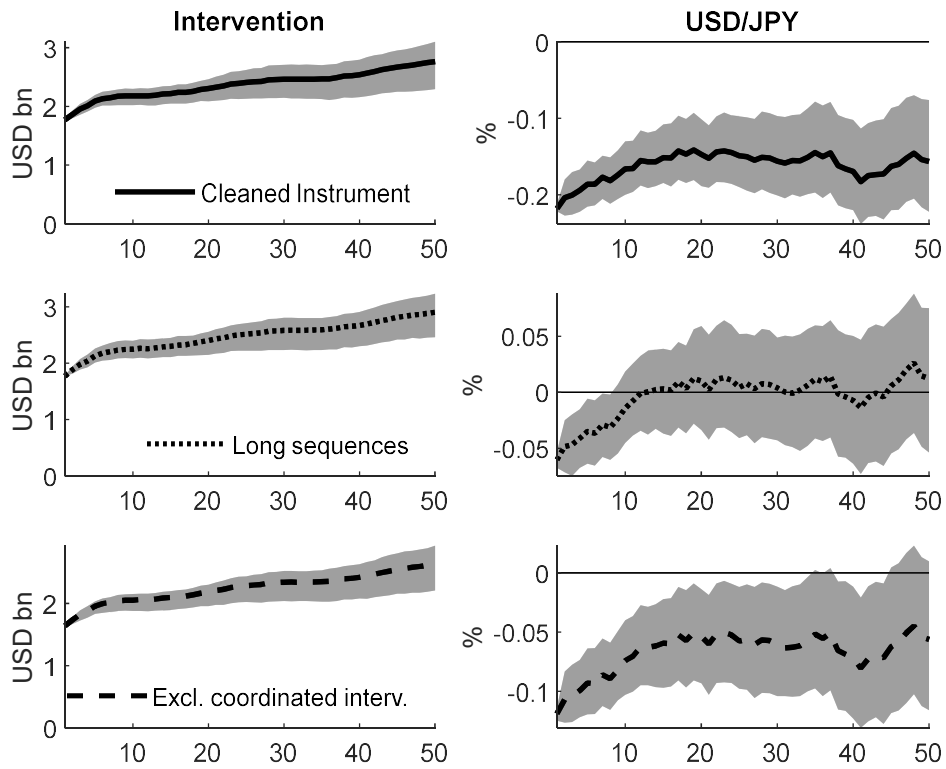 Intervention
USD/JPY
3
2
1
0
USD bn
Cleaned Instrument
10 20 30 40 50
0
-0.1
-0.2
%
10 20 30 40 50
3
2
1
0
USD bn
Long sequences
10 20 30 40 50
0.05
0
-0.05
%
10 20 30 40 50
2
1
0
USD bn
Excl. coordinated interv.
10 20 30 40 50
0
-0.05
-0.1
%
10 20 30 40 50